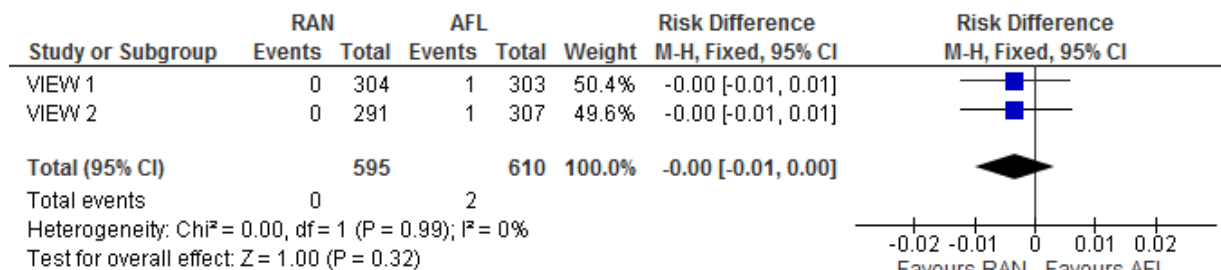 RAN AFL Risk Difference Risk Difference
Study or Subgroup Events Total Events Total Weight M-H, Fixed, 95% CI M-H, Fixed, 95% CI
VIEW 1 0 304 1 303 50.4% -0.00 [-0.01, 0.01]
VIEW 2 0 291 1 307 49.6% -0.00 [-0.01, 0.01]
Total (95% CI) 595 610 100.0% -0.00 [-0.01, 0.00]
Total events 0 2
Heterogeneity: Chi² = 0.00, df = 1 (P = 0.99); I² = 0%
Test for overall effect: Z = 1.00 (P = 0.32)
-0.02 -0.01 0 0.01 0.02
Favours RAN Favours AFL